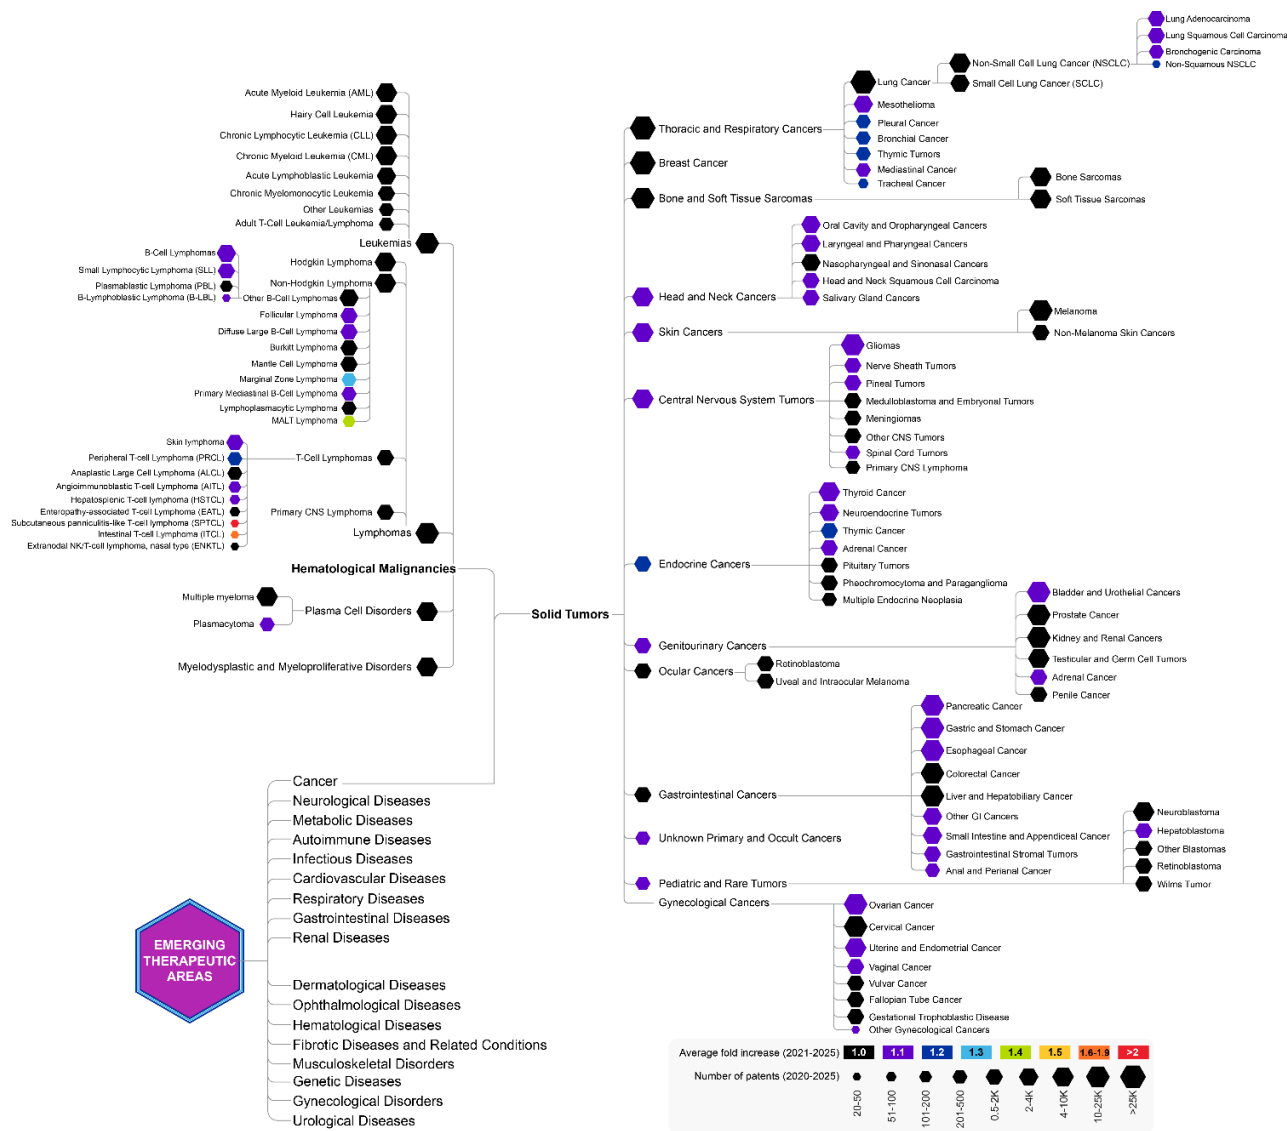 Lung Adenocarcinoma
Lung Squamous Cell Carcinoma
Bronchogenic Carcinoma
Non-Squamous NSCLC
Non-Small Cell Lung Cancer (NSCLC)
Small Cell Lung Cancer (SCLC)
Lung Cancer
Mesothelioma
Pleural Cancer
Bronchial Cancer
Thymic Tumors
Mediastinal Cancer
Tracheal Cancer
Thoracic and Respiratory Cancers
Breast Cancer
Bone and Soft Tissue Sarcomas
Bone Sarcomas
Soft Tissue Sarcomas
Acute Myeloid Leukemia (AML)
Hairy Cell Leukemia
Chronic Lymphocytic Leukemia (CLL)
Chronic Myeloid Leukemia (CML)
Acute Lymphoblastic Leukemia
Chronic Myelomonocytic Leukemia
Other Leukemias
Adult T-Cell Leukemia/Lymphoma
Leukemias
B-Cell Lymphomas
Small Lymphocytic Lymphoma (SLL)
Plasmablastic Lymphoma (PBL)
B-Lymphoblastic Lymphoma (B-LBL)
Hodgkin Lymphoma
Non-Hodgkin Lymphoma
Other B-Cell Lymphomas
Follicular Lymphoma
Diffuse Large B-Cell Lymphoma
Burkitt Lymphoma
Mantle Cell Lymphoma
Marginal Zone Lymphoma
Primary Mediastinal B-Cell Lymphoma
Lymphoplasmacytic Lymphoma
MALT Lymphoma
Skin lymphoma
Peripheral T-cell Lymphoma (PRCL)
Anaplastic Large Cell Lymphoma (ALCL)
Angioimmunoblastic T-cell Lymphoma (AITL)
Hepatosplenic T-cell lymphoma (HSTCL)
Enteropathy-associated T-cell Lymphoma (EATL)
Subcutaneous panniculitis-like T-cell lymphoma (SPTCL)
Intestinal T-cell Lymphoma (ITCL)
Extranodal NK/T-cell lymphoma, nasal type (ENKTL)
T-Cell Lymphomas
Primary CNS Lymphoma
Lymphomas
Hematological Malignancies
Multiple myeloma
Plasmacytoma
Plasma Cell Disorders
Myelodysplastic and Myeloproliferative Disorders
Solid Tumors
Oral Cavity and Oropharyngeal Cancers
Laryngeal and Pharyngeal Cancers
Nasopharyngeal and Sinonasal Cancers
Head and Neck Squamous Cell Carcinoma
Salivary Gland Cancers
Head and Neck Cancers
Skin Cancers
Melanoma
Non-Melanoma Skin Cancers
Gliomas
Nerve Sheath Tumors
Pineal Tumors
Medulloblastoma and Embryonal Tumors
Meningiomas
Other CNS Tumors
Spinal Cord Tumors
Primary CNS Lymphoma
Central Nervous System Tumors
Thyroid Cancer
Neuroendocrine Tumors
Thymic Cancer
Adrenal Cancer
Pituitary Tumors
Pheochromocytoma and Paraganglioma
Multiple Endocrine Neoplasia
Endocrine Cancers
Bladder and Urothelial Cancers
Prostate Cancer
Kidney and Renal Cancers
Testicular and Germ Cell Tumors
Adrenal Cancer
Penile Cancer
Genitourinary Cancers
Ocular Cancers
Retinoblastoma
Uveal and Intraocular Melanoma
Pancreatic Cancer
Gastric and Stomach Cancer
Esophageal Cancer
Colorectal Cancer
Liver and Hepatobiliary Cancer
Other GI Cancers
Small Intestine and Appendiceal Cancer
Gastrointestinal Stromal Tumors
Anal and Perianal Cancer
Gastrointestinal Cancers
Unknown Primary and Occult Cancers
Pediatric and Rare Tumors
Neuroblastoma
Hepatoblastoma
Other Blastomas
Retinoblastoma
Wilms Tumor
Gynecological Cancers
Ovarian Cancer
Cervical Cancer
Uterine and Endometrial Cancer
Vaginal Cancer
Vulvar Cancer
Fallopian Tube Cancer
Gestational Trophoblastic Disease
Other Gynecological Cancers
EMERGING
THERAPEUTIC
AREAS
Cancer
Neurological Diseases
Metabolic Diseases
Autoimmune Diseases
Infectious Diseases
Cardiovascular Diseases
Respiratory Diseases
Gastrointestinal Diseases
Renal Diseases
Dermatological Diseases
Ophthalmological Diseases
Hematological Diseases
Fibrotic Diseases and Related Conditions
Musculoskeletal Disorders
Genetic Diseases
Gynecological Disorders
Urological Diseases
Average fold increase (2021-2025) 1.0 1.1 1.2 1.3 1.4 1.5 1.6-1.9 >2
Number of patents (2020-2025)
20-50 51-100 101-200 201-500 0.5-2K 2-4K 4-10K 10-25K >25K